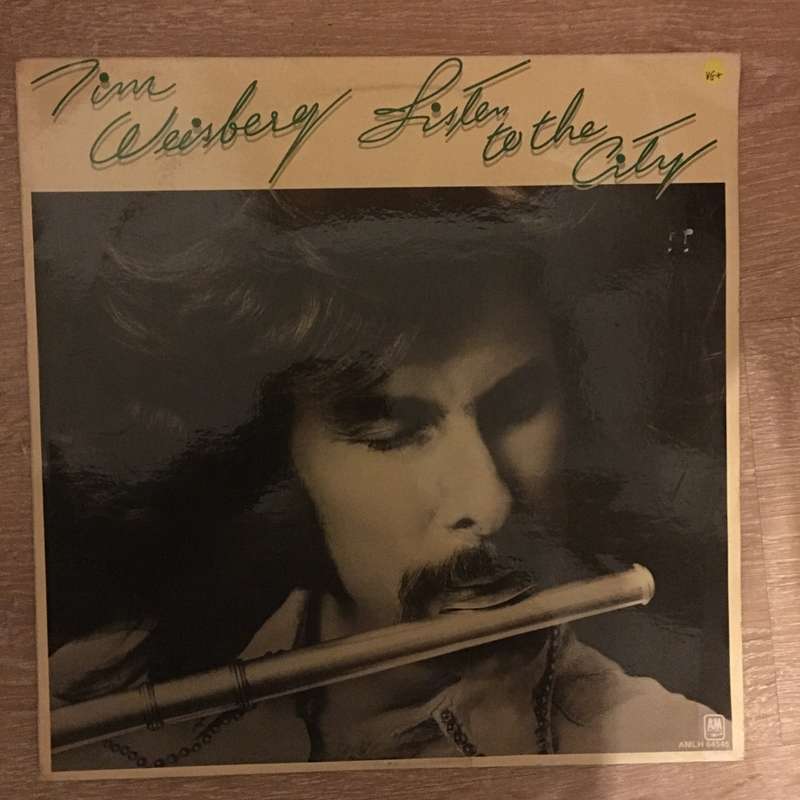 Tim Weisberg
Listen to the City
VG+
A&M
AMLH 64545